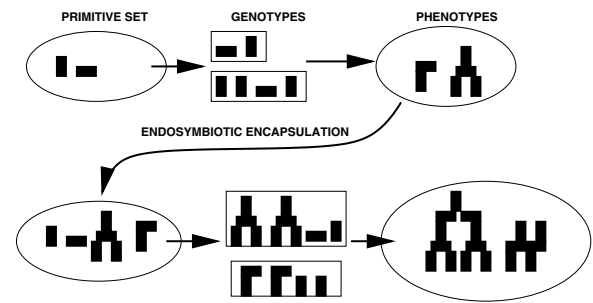 PRIMITIVE SET
GENOTYPES
PHENOTYPES
ENDOSYMBIOTIC ENCAPSULATION